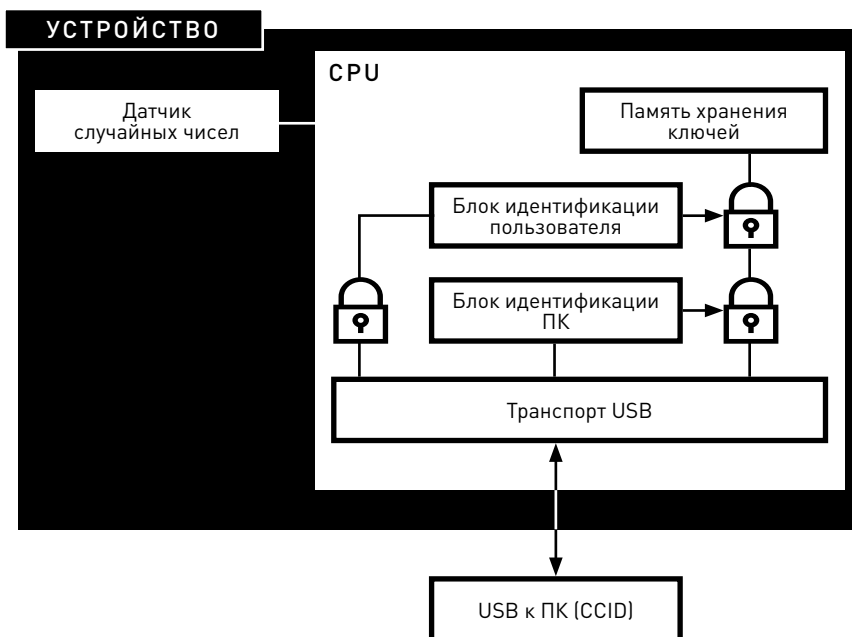 УСТРОЙСТВО
CPU
Датчик
случайных чисел
Память хранения
ключей
Блок идентификации
пользователя
Блок идентификации
ПК
Транспорт USB
USB к ПК (CCID)